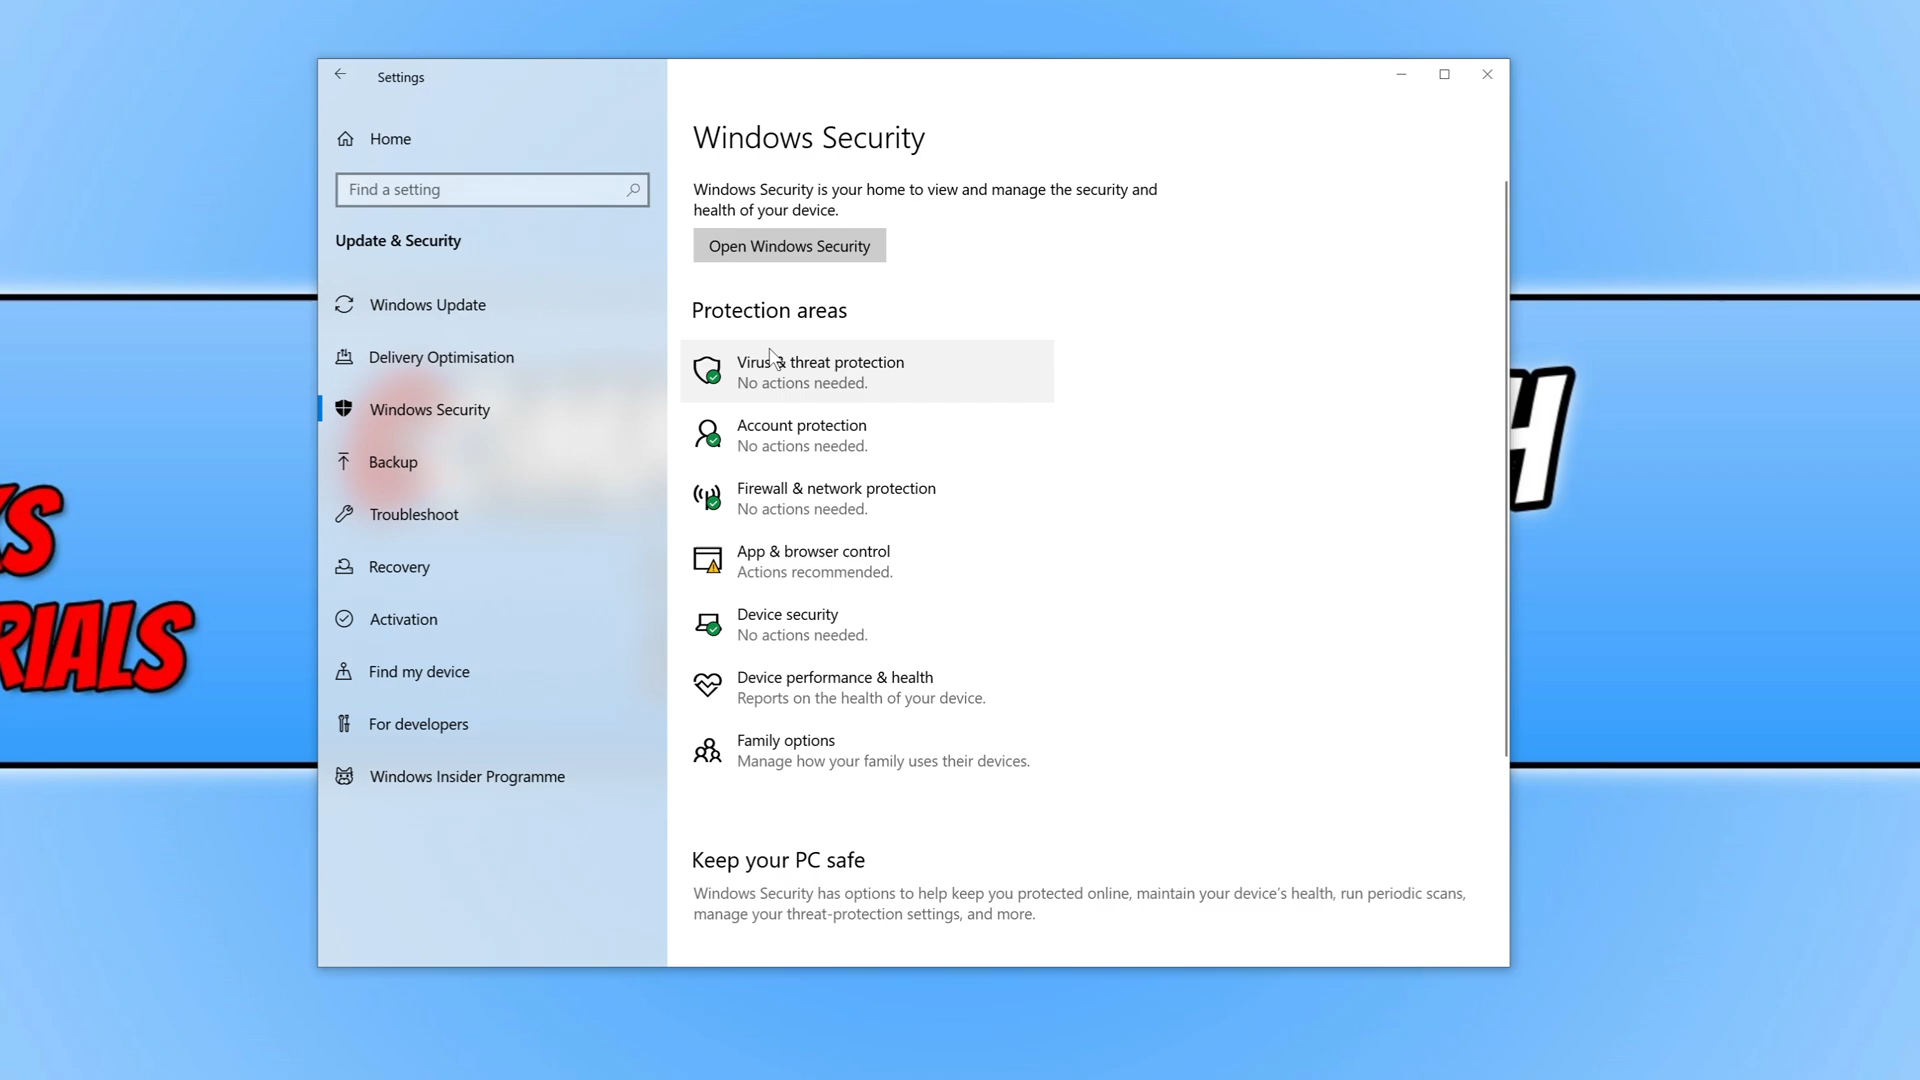 Settings
Home
Find a setting
Update & Security
Windows Update
Delivery Optimisation
Windows Security
Backup
Troubleshoot
Recovery
Activation
Find my device
For developers
Windows Insider Programme
Windows Security
Windows Security is your home to view and manage the security and
health of your device.
Open Windows Security
Protection areas
Virus & threat protection
No actions needed.
Account protection
No actions needed.
Firewall & network protection
No actions needed.
App & browser control
Actions recommended.
Device security
No actions needed.
Device performance & health
Reports on the health of your device.
Family options
Manage how your family uses their devices.
Keep your PC safe
Windows Security has options to help keep you protected online, maintain your device's health, run periodic scans,
manage your threat-protection settings, and more.
KS
RIALS
H